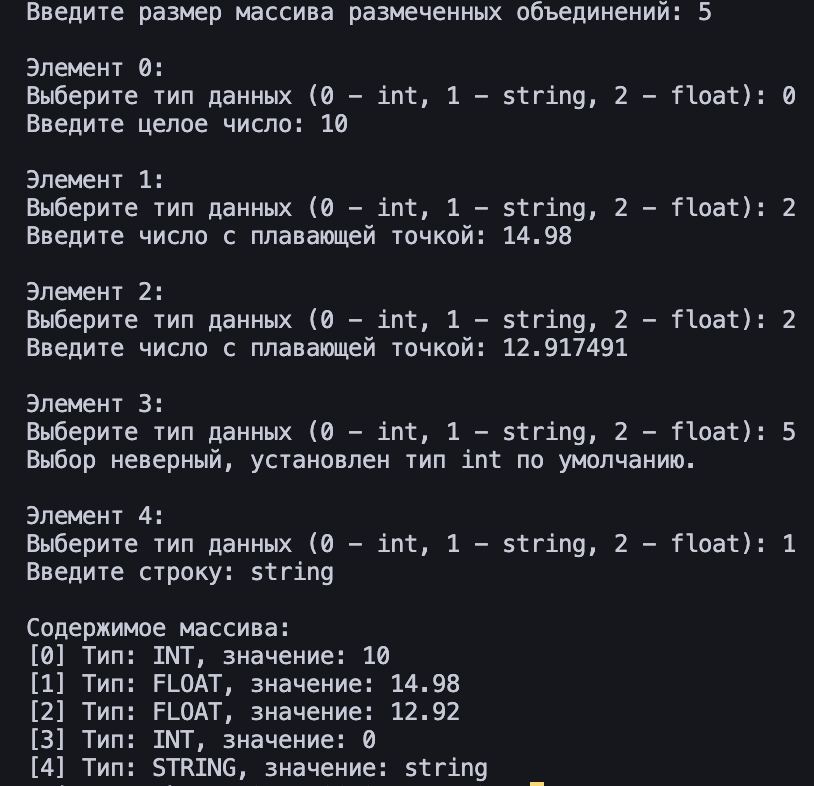 Введите размер массива размеченных объединений: 5
Элемент 0:
Выберите тип данных (0 – int, 1 – string, 2 – float): 0
Введите целое число: 10
Элемент 1:
Выберите тип данных (0 – int, 1 – string, 2 – float): 2
Введите число с плавающей точкой: 14.98
Элемент 2:
Выберите тип данных (0 – int, 1 – string, 2 – float): 2
Введите число с плавающей точкой: 12.917491
Элемент 3:
Выберите тип данных (0 – int, 1 – string, 2 – float): 5
Выбор неверный, установлен тип int по умолчанию.
Элемент 4:
Выберите тип данных (0 – int, 1 – string, 2 – float): 1
Введите строку: string
Содержимое массива:
[0] Тип: INT, значение: 10
[1] Тип: FLOAT, значение: 14.98
[2] Тип: FLOAT, значение: 12.92
[3] Тип: INT, значение: 0
[4] Тип: STRING, значение: string